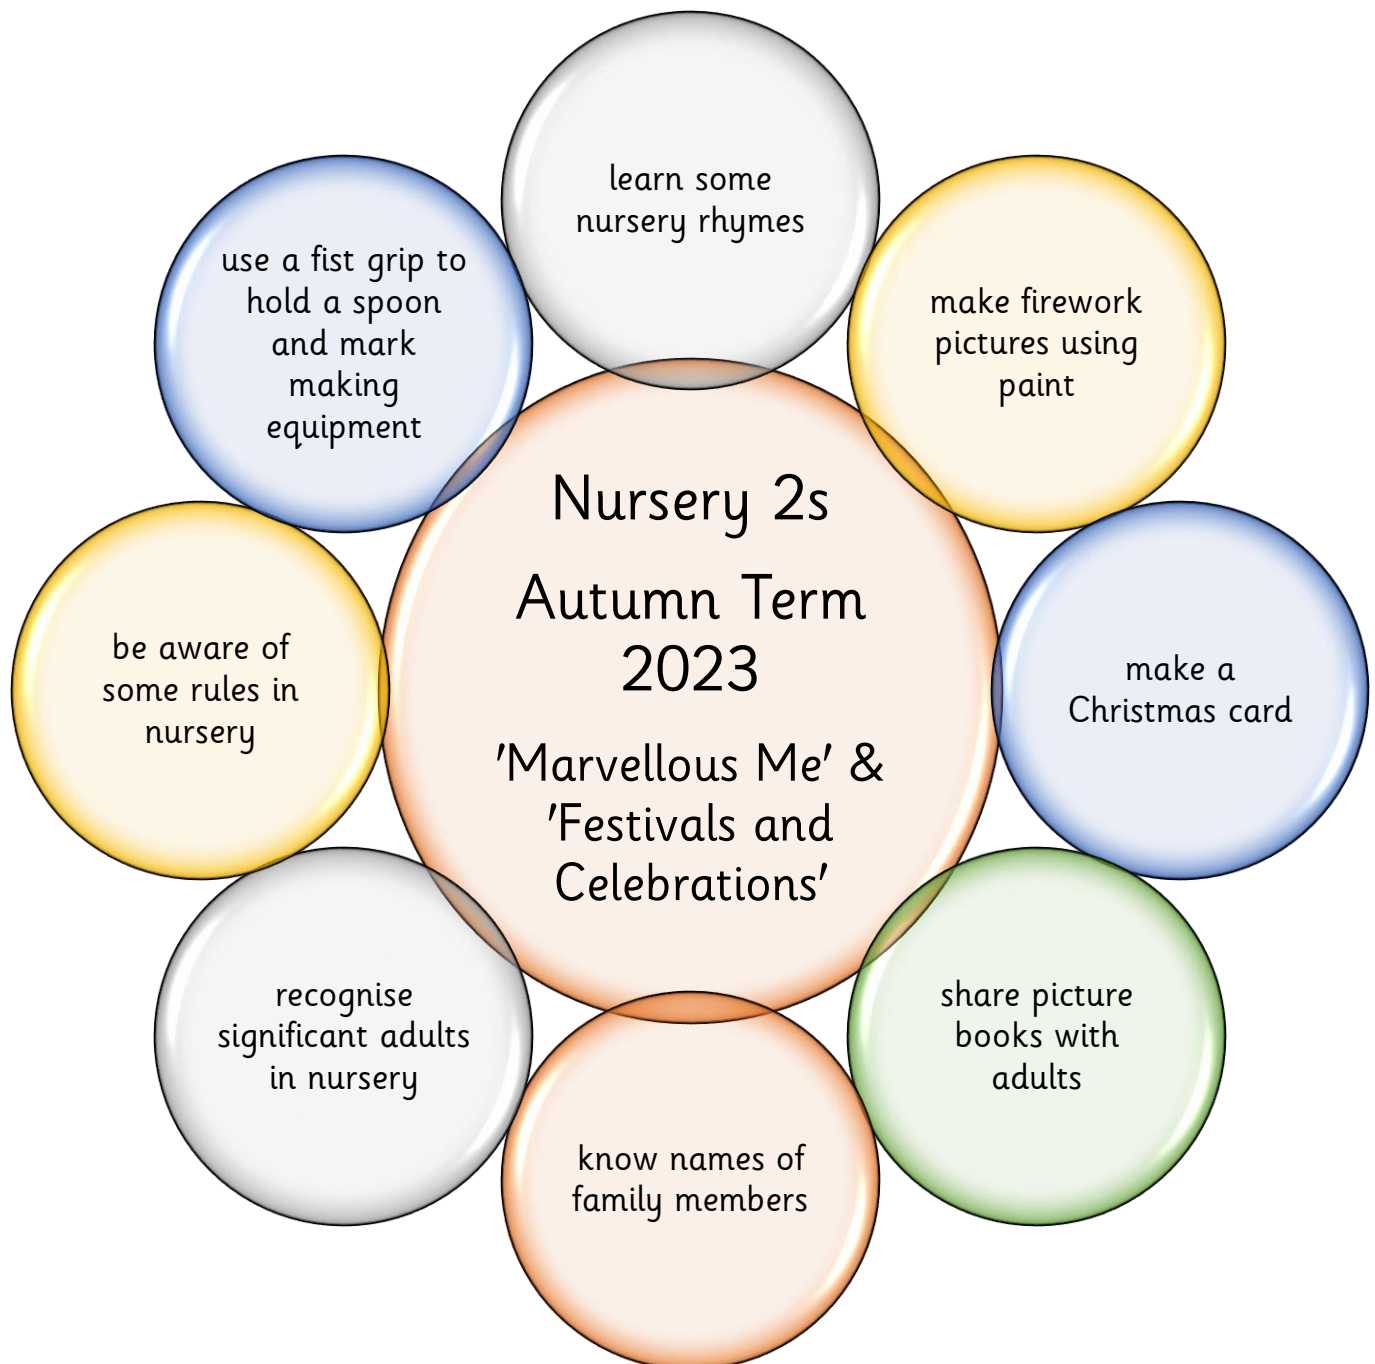 learn some
nursery rhymes
make firework
pictures using
paint
make a
Christmas card
share picture
books with
adults
know names of
family members
recognise
significant adults
in nursery
be aware of
some rules in
nursery
use a fist grip to
hold a spoon
and mark
making
equipment
Nursery 2s
Autumn Term
2023
'Marvellous Me' &
'Festivals and
Celebrations'